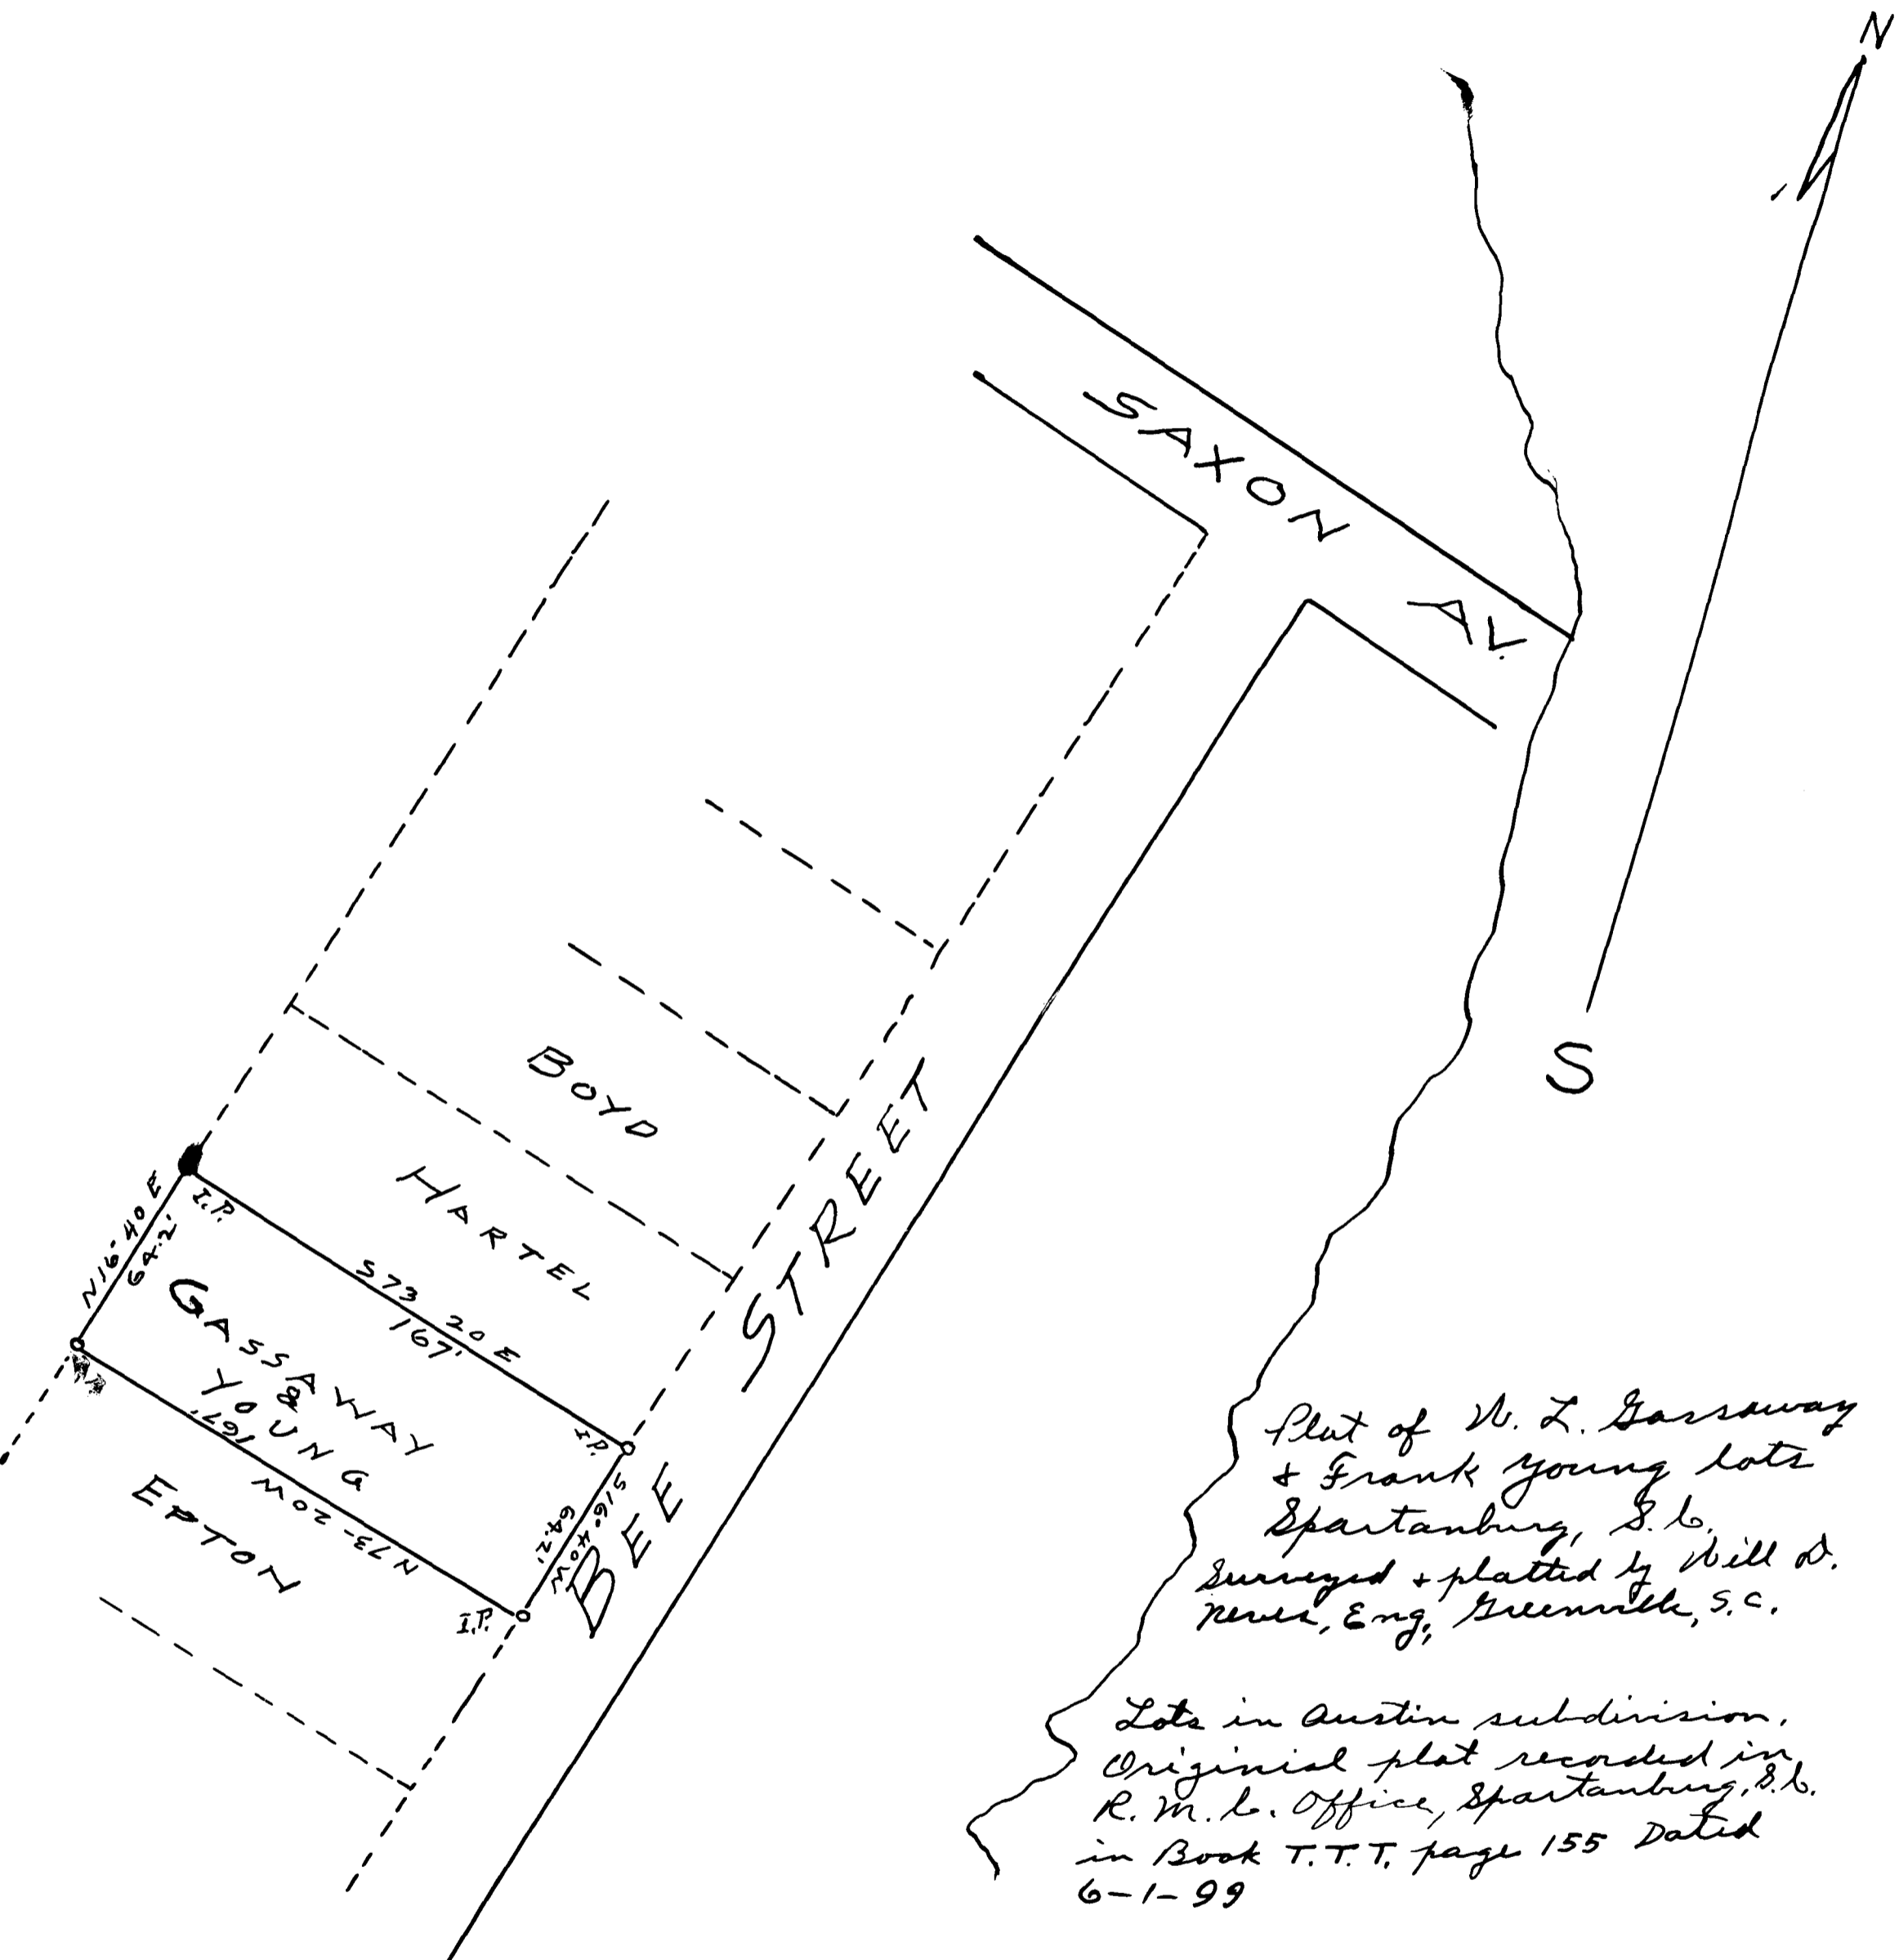 N
SAXON AV.
S
BOYD
HARTEL
STREET
N16-40 E
64.2'
I.P.
S73 20 E
167.'
GASSAWAY
&
YOUNG
167.'
N73-20W
I.P.
S16-40W
64.2'
BEE
I.P.
EPTON
Plat of W. L. Gassaway
+ Frank Young lots
Spartanburg, S. C.
Surveyed + platted by Will D.
Neves, Eng, Greenville, S.C.
Lots in Austin subdivision.
Originial plat recorded in
R. M. C. Office, Spartanburg, S.C.
in Book T.T.T. page 155 Dated
6-1-99